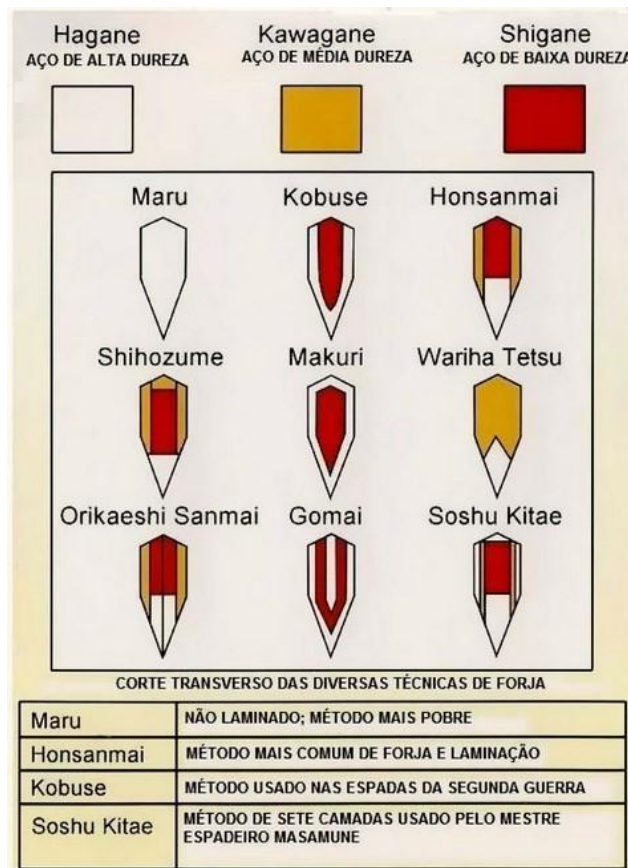 Hagane Kawagane Shigane
AÇO DE ALTA DUREZA AÇO DE MÉDIA DUREZA AÇO DE BAIXA DUREZA
Maru Kobuse Honsanmai
Shihozume Makuri Wariha Tetsu
Orikaeshi Sanmai Gomai Soshu Kitae
CORTE TRANSVERSO DAS DIVERSAS TÉCNICAS DE FORJA
Maru NÃO LAMINADO; MÉTODO MAIS POBRE
Honsanmai MÉTODO MAIS COMUM DE FORJA E LAMINAÇÃO
Kobuse MÉTODO USADO NAS ESPADAS DA SEGUNDA GUERRA
Soshu Kitae MÉTODO DE SETE CAMADAS USADO PELO MESTRE
ESPADEIRO MASAMUNE